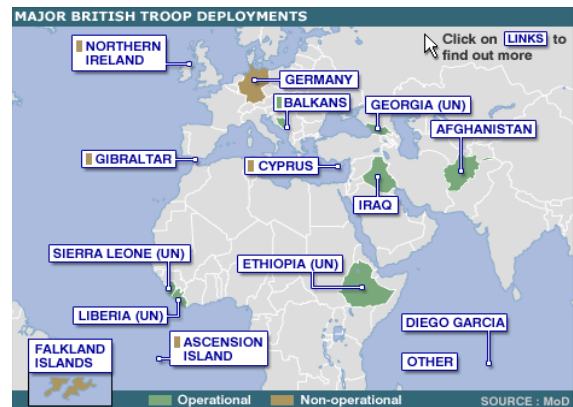 MAJOR BRITISH TROOP DEPLOYMENTS
NORTHERN
IRELAND
Click on LINKS to
find out more
GERMANY
BALKANS
GEORGIA (UN)
AFGHANISTAN
GIBRALTAR
CYPRUS
IRAQ
SIERRA LEONE (UN)
ETHIOPIA (UN)
LIBERIA (UN)
DIEGO GARCIA
ASCENSION
ISLAND
FALKLAND
ISLANDS
OTHER
Operational
Non-operational
SOURCE : MoD